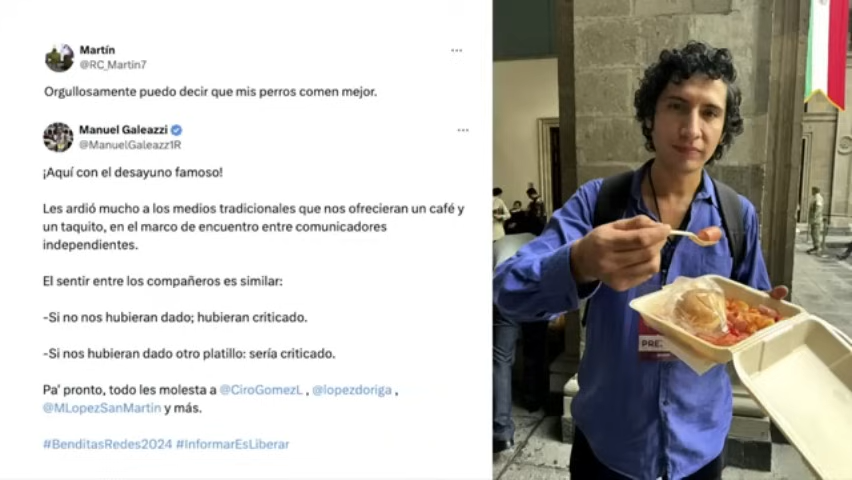 Martín
@RC_Martin7
Orgullosamente puedo decir que mis perros comen mejor.
Manuel Galeazzi
@ManuelGaleazz1R
¡Aquí con el desayuno famoso!
Les ardió mucho a los medios tradicionales que nos ofrecieran un café y
un taquito, en el marco de encuentro entre comunicadores
independientes.
El sentir entre los compañeros es similar:
-Si no nos hubieran dado; hubieran criticado.
-Si nos hubieran dado otro platillo: sería criticado.
Pa' pronto, todo les molesta a @CiroGomezL , @lopezdoriga ,
@MLopezSanMartin y más.
#BenditasRedes2024 #InformarEsLiberar